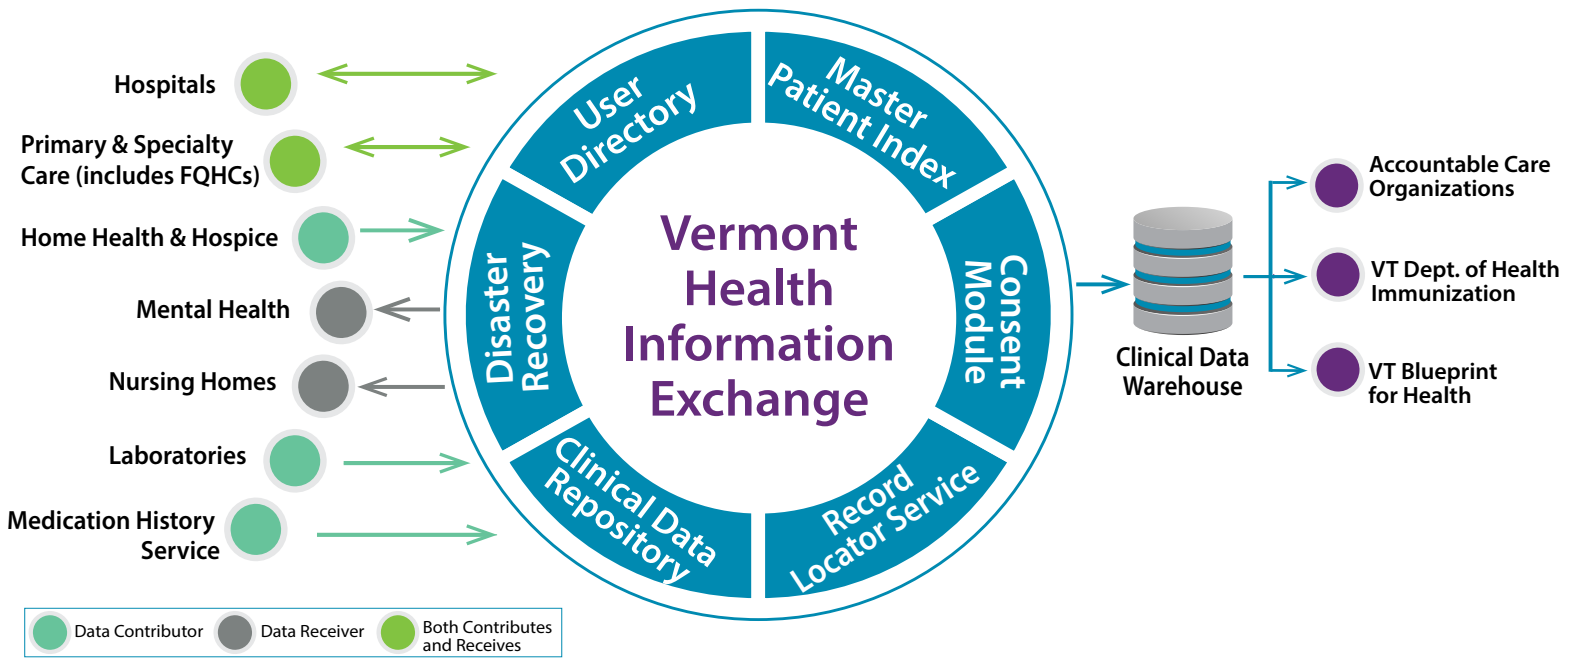 Hospitals
Primary & Specialty
Care (includes FQHCs)
Home Health & Hospice
Mental Health
Nursing Homes
Laboratories
Medication History
Service
User
Directory
Master
Patient Index
Consent
Module
Record
Locator Service
Clinical Data
Repository
Disaster
Recovery
Vermont
Health
Information
Exchange
Clinical Data
Warehouse
Accountable Care
Organizations
VT Dept. of Health
Immunization
VT Blueprint
for Health
Data Contributor
Data Receiver
Both Contributes
and Receives